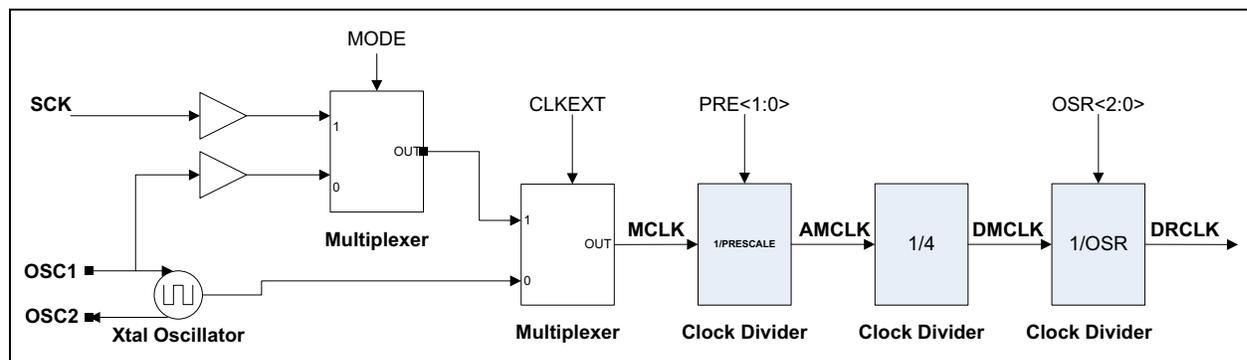 MODE
SCK
CLKEXT
PRE<1:0>
OSR<2:0>
1
OUT
0
Multiplexer
1
OUT
0
MCLK
1/PRESCALE
AMCLK
1/4
DMCLK
1/OSR
DRCLK
OSC1
OSC2
Xtal Oscillator
Multiplexer
Clock Divider
Clock Divider
Clock Divider